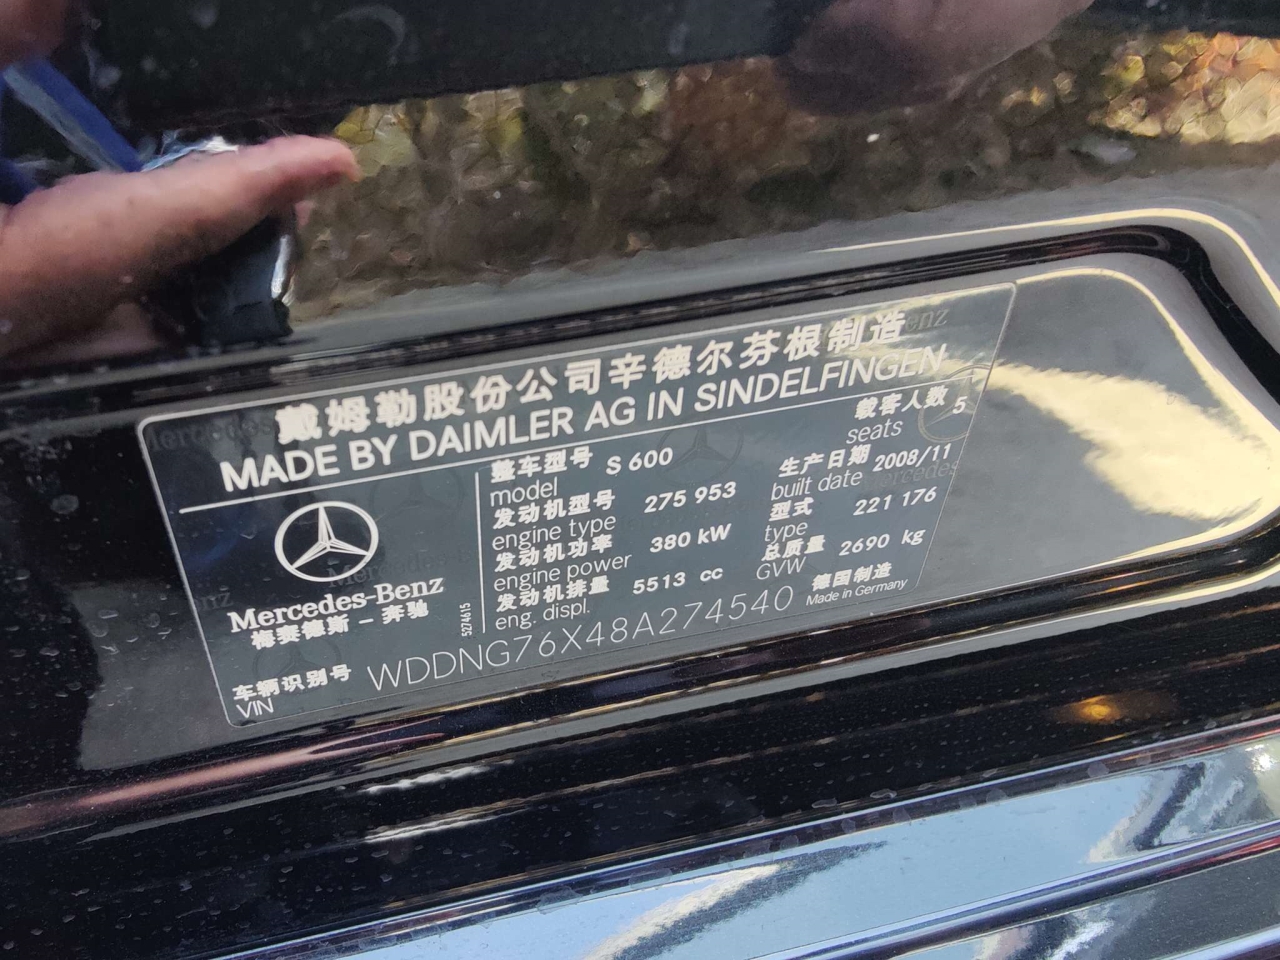 戴姆勒股份公司辛德尔芬根制造
MADE BY DAIMLER AG IN SINDELFINGEN
Mercedes-Benz
梅赛德斯-奔驰
5274615
整车型号 S 600
model
发动机型号 275 953
engine type
发动机功率 380 kW
engine power
发动机排量 5513 cc
eng. displ.
载客人数 5
seats
生产日期 2008/11
built date
型式 221 176
type
总质量 2690 kg
GVW
德国制造
Made in Germany
车辆识别号 WDDNG76X48A274540
VIN